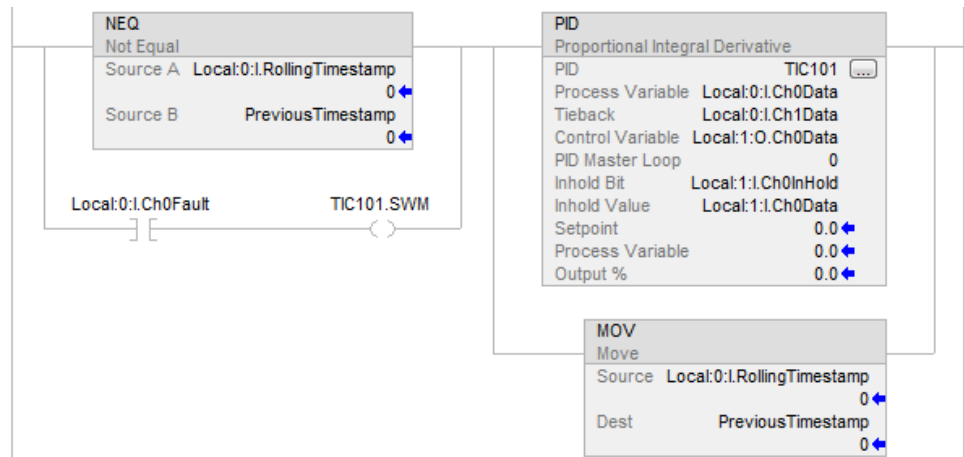 NEQ
Not Equal
Source A Local:0:I.RollingTimestamp
0
Source B PreviousTimestamp
0
Local:0:I.Ch0Fault TIC101.SWM
PID
Proportional Integral Derivative
PID TIC101 ...
Process Variable Local:0:I.Ch0Data
Tieback Local:0:I.Ch1Data
Control Variable Local:1:O.Ch0Data
PID Master Loop 0
Inhold Bit Local:1:I.Ch0InHold
Inhold Value Local:1:I.Ch0Data
Setpoint 0.0
Process Variable 0.0
Output % 0.0
MOV
Move
Source Local:0:I.RollingTimestamp
0
Dest PreviousTimestamp
0